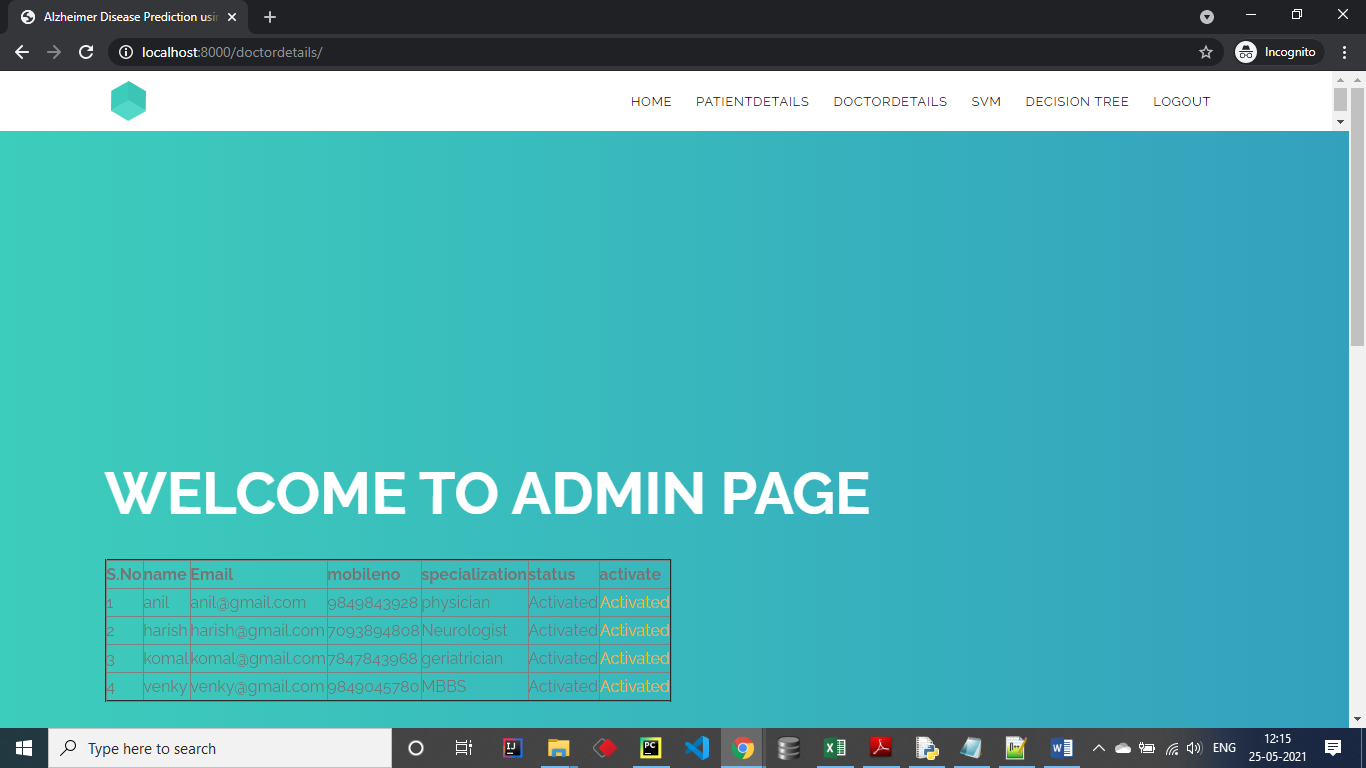 Alzheimer Disease Prediction usin
localhost:8000/doctordetails/
Incognito
HOME PATIENTDETAILS DOCTORDETAILS SVM DECISION TREE LOGOUT
WELCOME TO ADMIN PAGE
S.No name Email mobileno specialization status activate
1 anil anil@gmail.com 9849843928 physician Activated Activated
2 harish harish@gmail.com 7093894808 Neurologist Activated Activated
3 komal komal@gmail.com 7847843968 geriatrician Activated Activated
4 venky venky@gmail.com 9849045780 MBBS Activated Activated
Type here to search
IJ
PC
ENG
12:15
25-05-2021